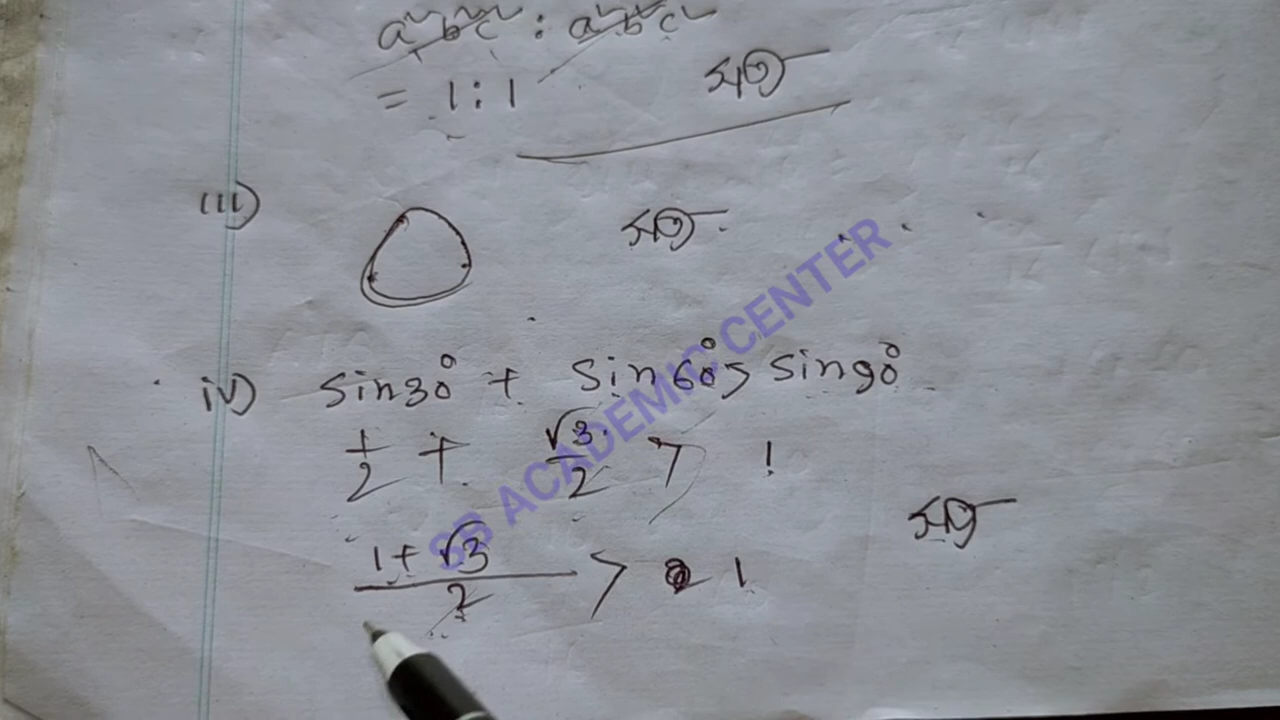 a²b²c² : a²b²c²
= 1:1 সত্য
iii) সত্য
iv) Sin30° + Sin60° > Sin90°
1/2 + √3/2 > 1
সত্য
1+√3/2 > 1
SB ACADEMIC CENTER